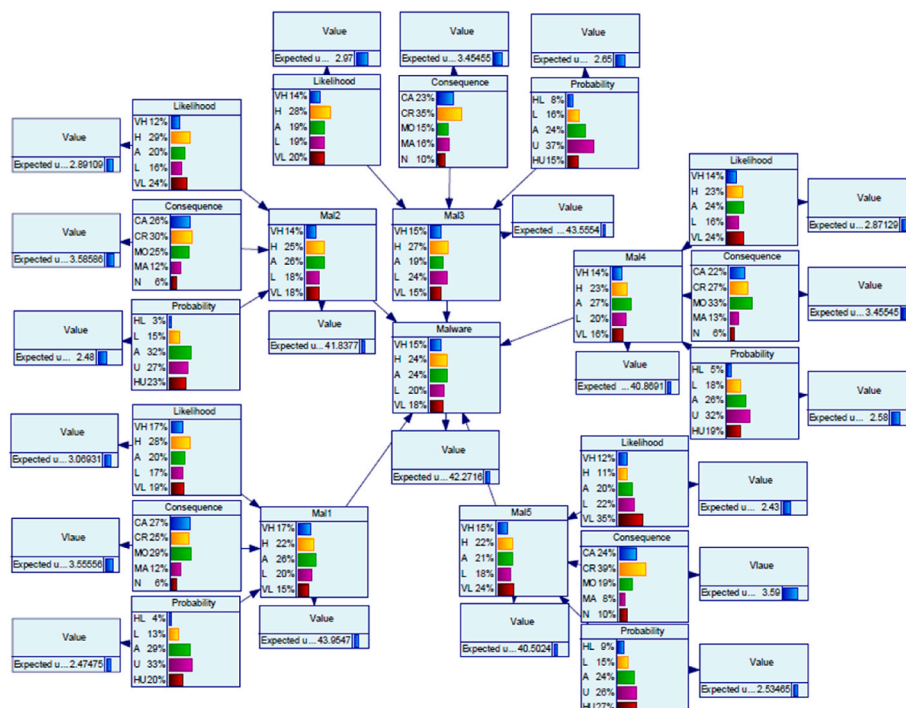 Value
Expected u... 2.97
Value
Expected u... 3.45455
Value
Expected u... 2.65
Likelihood
VH 14%
H 28%
A 19%
L 19%
VL 20%
Consequence
CA 23%
CR 35%
MO 15%
MA 16%
N 10%
Probability
HL 8%
L 16%
A 24%
U 37%
HU 15%
Likelihood
VH 12%
H 29%
A 20%
L 16%
VL 24%
Value
Expected u... 2.89109
Consequence
CA 26%
CR 30%
MO 25%
MA 12%
N 6%
Value
Expected u... 3.58586
Probability
HL 3%
L 15%
A 32%
U 27%
HU 23%
Value
Expected u... 2.48
Mal2
VH 14%
H 25%
A 26%
L 18%
VL 18%
Value
Expected u... 41.8377
Mal3
VH 15%
H 27%
A 19%
L 24%
VL 15%
Value
Expected u... 43.5554
Likelihood
VH 14%
H 23%
A 24%
L 16%
VL 24%
Value
Expected u... 2.87129
Mal4
VH 14%
H 23%
A 27%
L 20%
VL 16%
Consequence
CA 22%
CR 27%
MO 33%
MA 13%
N 6%
Value
Expected u... 3.45545
Value
Expected ... 40.8691
Probability
HL 5%
L 18%
A 26%
U 32%
HU 19%
Value
Expected u... 2.58
Malware
VH 15%
H 24%
A 24%
L 20%
VL 18%
Value
Expected u... 42.2716
Likelihood
VH 17%
H 28%
A 20%
L 17%
VL 19%
Value
Expected u... 3.06931
Consequence
CA 27%
CR 25%
MO 29%
MA 12%
N 6%
Vlaue
Expected u... 3.55556
Mal1
VH 17%
H 22%
A 26%
L 20%
VL 15%
Probability
HL 4%
L 13%
A 29%
U 33%
HU 20%
Value
Expected u... 2.47475
Value
Expected u... 43.9547
Mal5
VH 15%
H 22%
A 21%
L 18%
VL 24%
Value
Expected u... 40.5024
Likelihood
VH 12%
H 11%
A 20%
L 22%
VL 35%
Value
Expected u... 2.43
Consequence
CA 24%
CR 39%
MO 19%
MA 8%
N 10%
Vlaue
Expected u... 3.59
Probability
HL 9%
L 15%
A 24%
U 26%
HU 27%
Value
Expected u... 2.53465